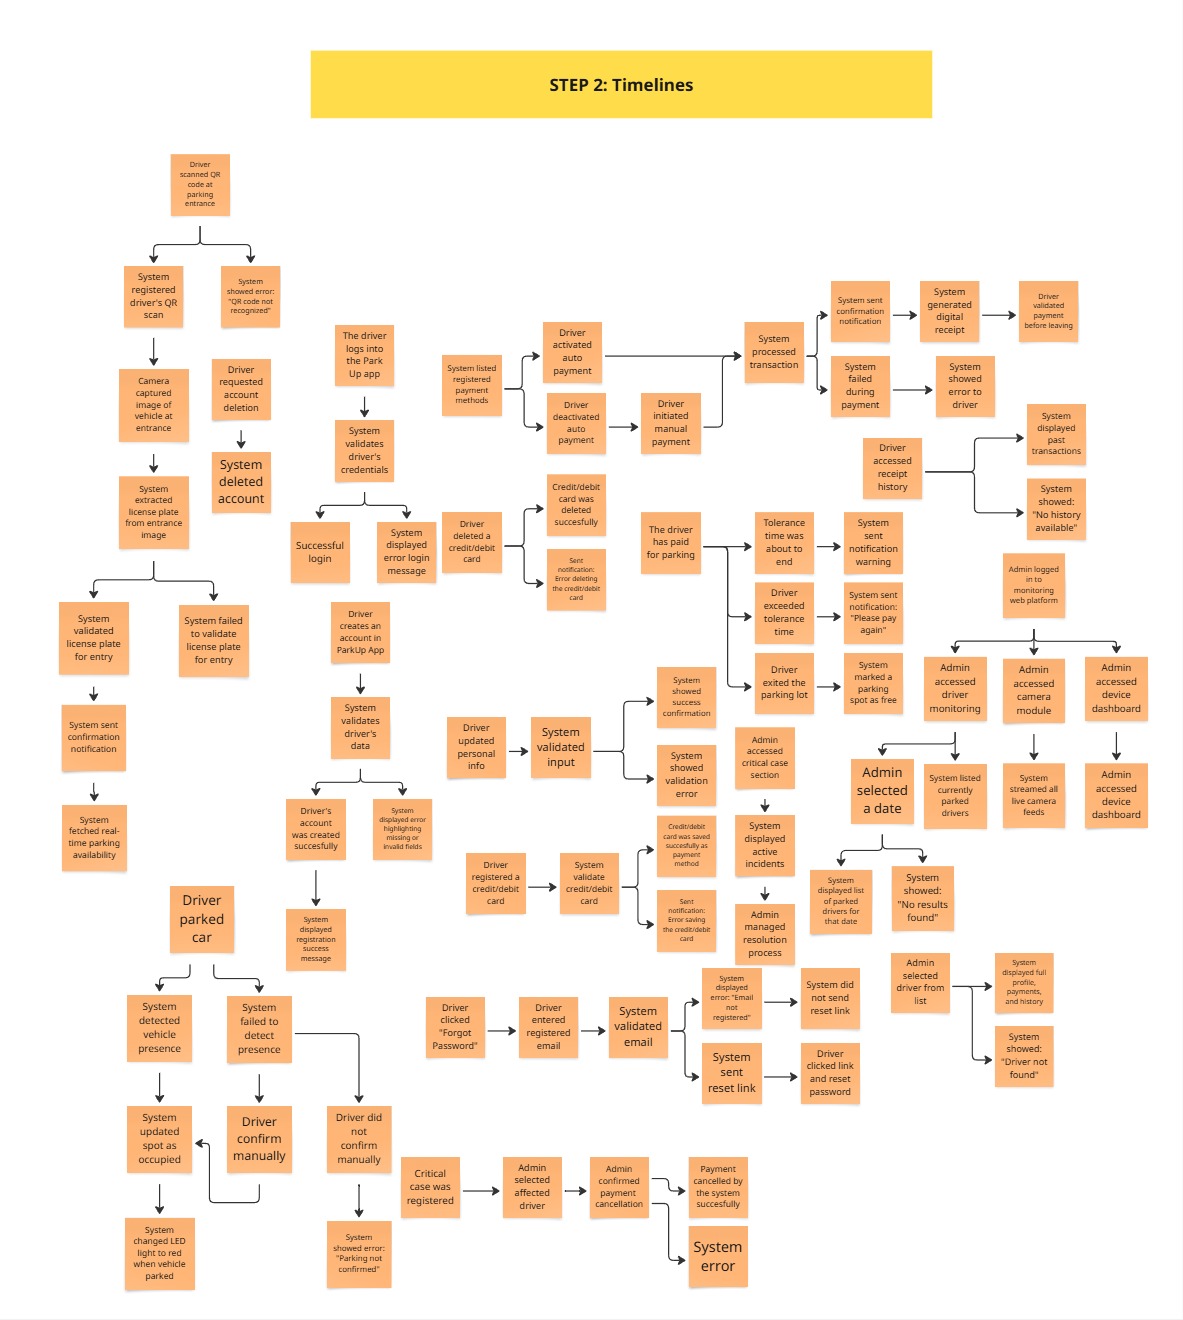 STEP 2: Timelines
Driver
scanned QR
code at
parking
entrance
System
registered
driver's QR
scan
System
showed error:
"QR code not
recognized"
Camera
captured
image of
vehicle at
entrance
Driver
requested
account
deletion
System
deleted
account
System
extracted
license plate
from entrance
image
System
validated
license plate
for entry
System failed
to validate
license plate
for entry
System sent
confirmation
notification
System
fetched real-
time parking
availability
The driver
logs into
the Park
Up app
System
validates
driver's
credentials
Successful
login
System
displayed
error login
message
Driver
creates an
account in
ParkUp App
System
validates
driver's
data
Driver's
account
was created
succesfully
System
displayed error
highlighting
missing or
invalid fields
System
displayed
registration
success
message
Driver
parked
car
System
detected
vehicle
presence
System
failed to
detect
presence
System
updated
spot as
occupied
Driver
confirm
manually
Driver did
not
confirm
manually
System
changed LED
light to red
when vehicle
parked
System
showed error:
"Parking not
confirmed"
System listed
registered
payment
methods
Driver
activated
auto
payment
Driver
deactivated
auto
payment
Driver
initiated
manual
payment
System
processed
transaction
System sent
confirmation
notification
System
generated
digital
receipt
Driver
validated
payment
before leaving
System
failed
during
payment
System
showed
error to
driver
Driver
accessed
receipt
history
System
displayed
past
transactions
System
showed:
"No history
available"
Driver
deleted a
credit/debit
card
Credit/debit
card was
deleted
succesfully
Sent
notification:
Error deleting
the credit/debit
card
The driver
has paid
for parking
Tolerance
time was
about to
end
System
sent
notification
warning
Driver
exceeded
tolerance
time
System sent
notification:
"Please pay
again"
Driver
exited the
parking lot
System
marked a
parking
spot as free
Admin logged
in to
monitoring
web platform
Admin
accessed
driver
monitoring
Admin
accessed
camera
module
Admin
accessed
device
dashboard
Admin
selected
a date
System listed
currently
parked
drivers
System
streamed all
live camera
feeds
Admin
accessed
device
dashboard
System
displayed list
of parked
drivers for
that date
System
showed:
"No results
found"
Driver
updated
personal
info
System
validated
input
System
showed
success
confirmation
System
showed
validation
error
Admin
accessed
critical case
section
System
displayed
active
incidents
Admin
managed
resolution
process
Driver
registered a
credit/debit
card
System
validate
credit/debit
card
Credit/debit
card was saved
succesfully as
payment
method
Sent
notification:
Error saving
the credit/debit
card
Driver
clicked
"Forgot
Password"
Driver
entered
registered
email
System
validated
email
System
displayed
error: "Email
not
registered"
System did
not send
reset link
System
sent
reset link
Driver
clicked link
and reset
password
Admin
selected
driver from
list
System
displayed full
profile,
payments,
and history
System
showed:
"Driver not
found"
Critical
case was
registered
Admin
selected
affected
driver
Admin
confirmed
payment
cancellation
Payment
cancelled by
the system
succesfully
System
error